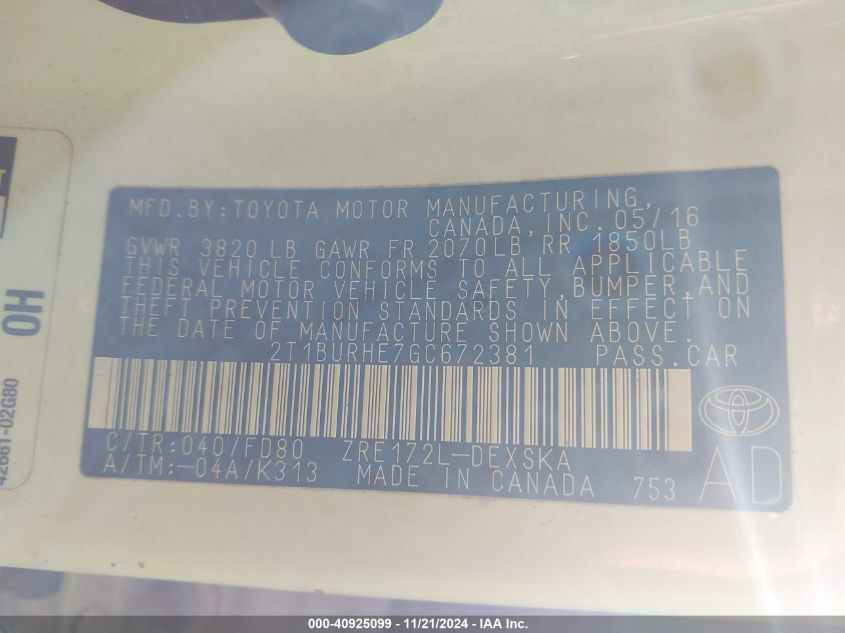 MFD.BY:TOYOTA MOTOR MANUFACTURING,
CANADA,INC. 05/16
GVWR 3820 LB GAWR FR 2070LB RR 1850LB
THIS VEHICLE CONFORMS TO ALL APPLICABLE
FEDERAL MOTOR VEHICLE SAFETY,BUMPER,AND
THEFT PREVENTION STANDARDS IN EFFECT ON
THE DATE OF MANUFACTURE SHOWN ABOVE.
2T1BURHE7GC672381 PASS.CAR
C/TR:040/FD80 ZRE172L-DEXSKA
A/TM:-04A/K313 MADE IN CANADA 753 AD
OH
42661-02G80
000-40925099 - 11/21/2024 - IAA Inc.